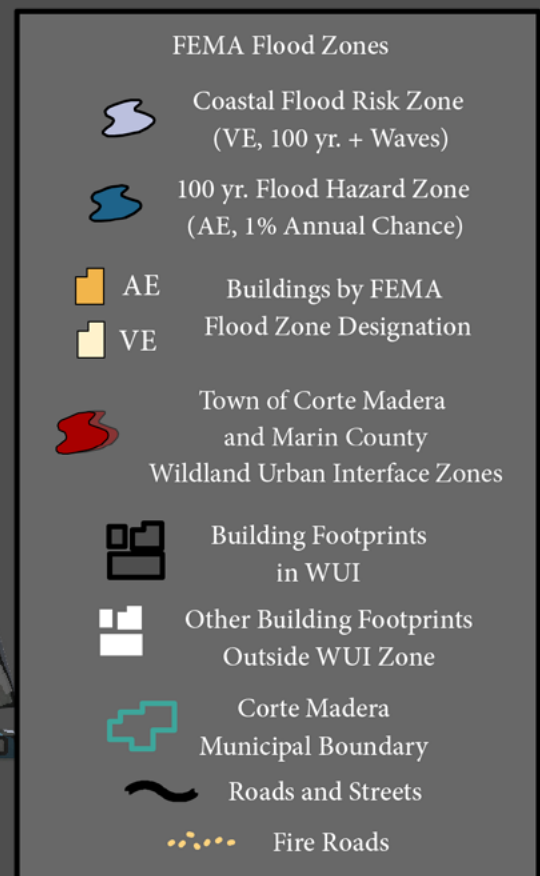 FEMA Flood Zones
Coastal Flood Risk Zone
(VE, 100 yr. + Waves)
100 yr. Flood Hazard Zone
(AE, 1% Annual Chance)
AE
Buildings by FEMA
VE
Flood Zone Designation
Town of Corte Madera
and Marin County
Wildland Urban Interface Zones
Building Footprints
in WUI
Other Building Footprints
Outside WUI Zone
Corte Madera
Municipal Boundary
Roads and Streets
Fire Roads